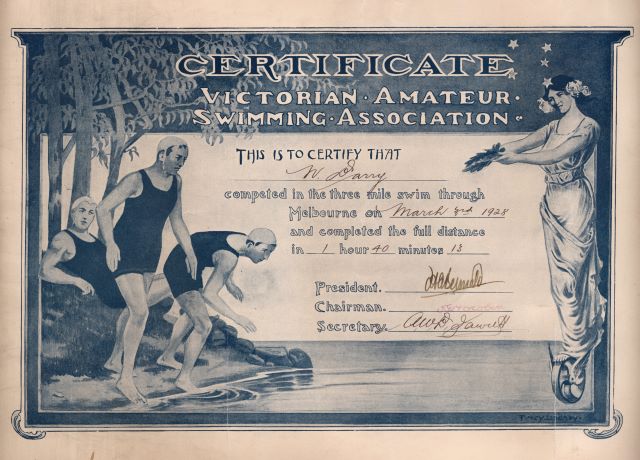 CERTIFICATE
VICTORIAN · AMATEUR ·
SWIMMING · ASSOCIATION
THIS IS TO CERTIFY THAT
W Barry
competed in the three mile swim through
Melbourne on March 3rd 1928
and completed the full distance
in 1 hour 40 minutes 13
President.
Chairman.
Secretary.